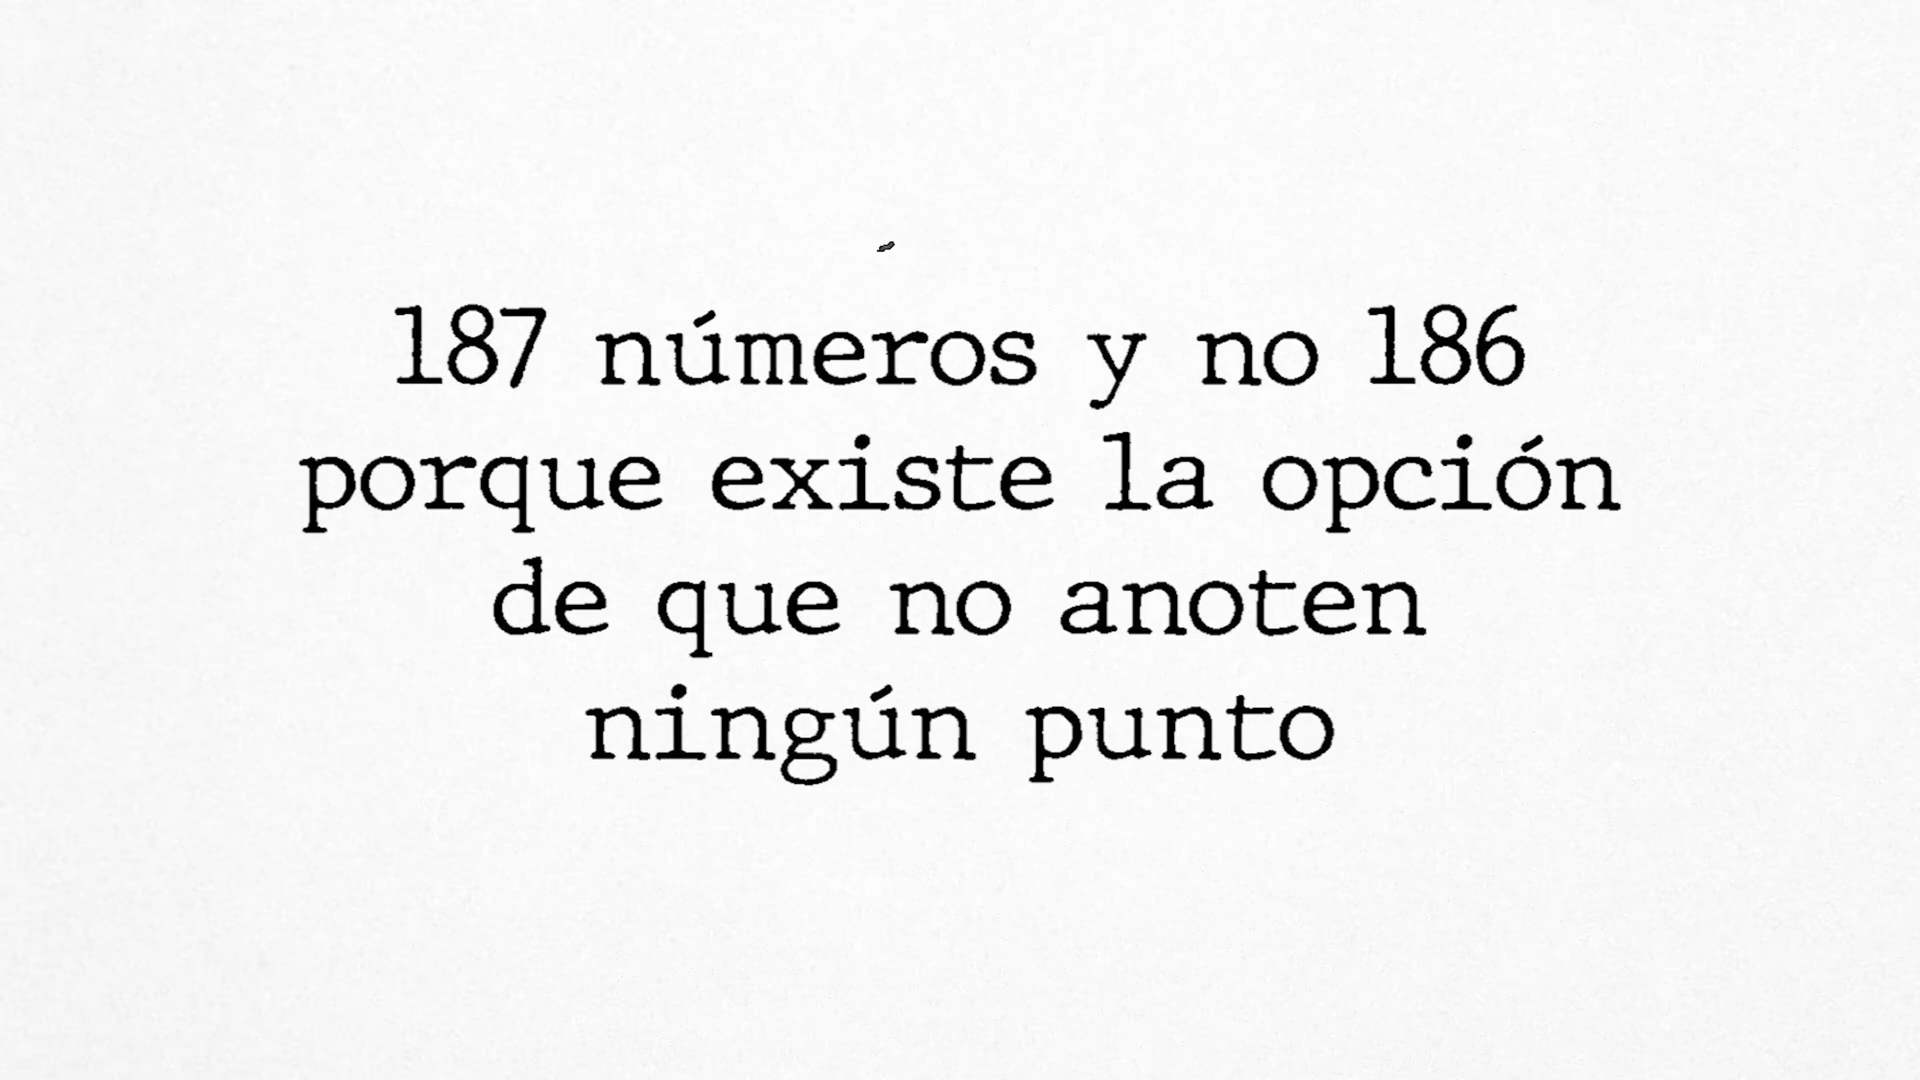 187 números y no 186
porque existe la opción
de que no anoten
ningún punto